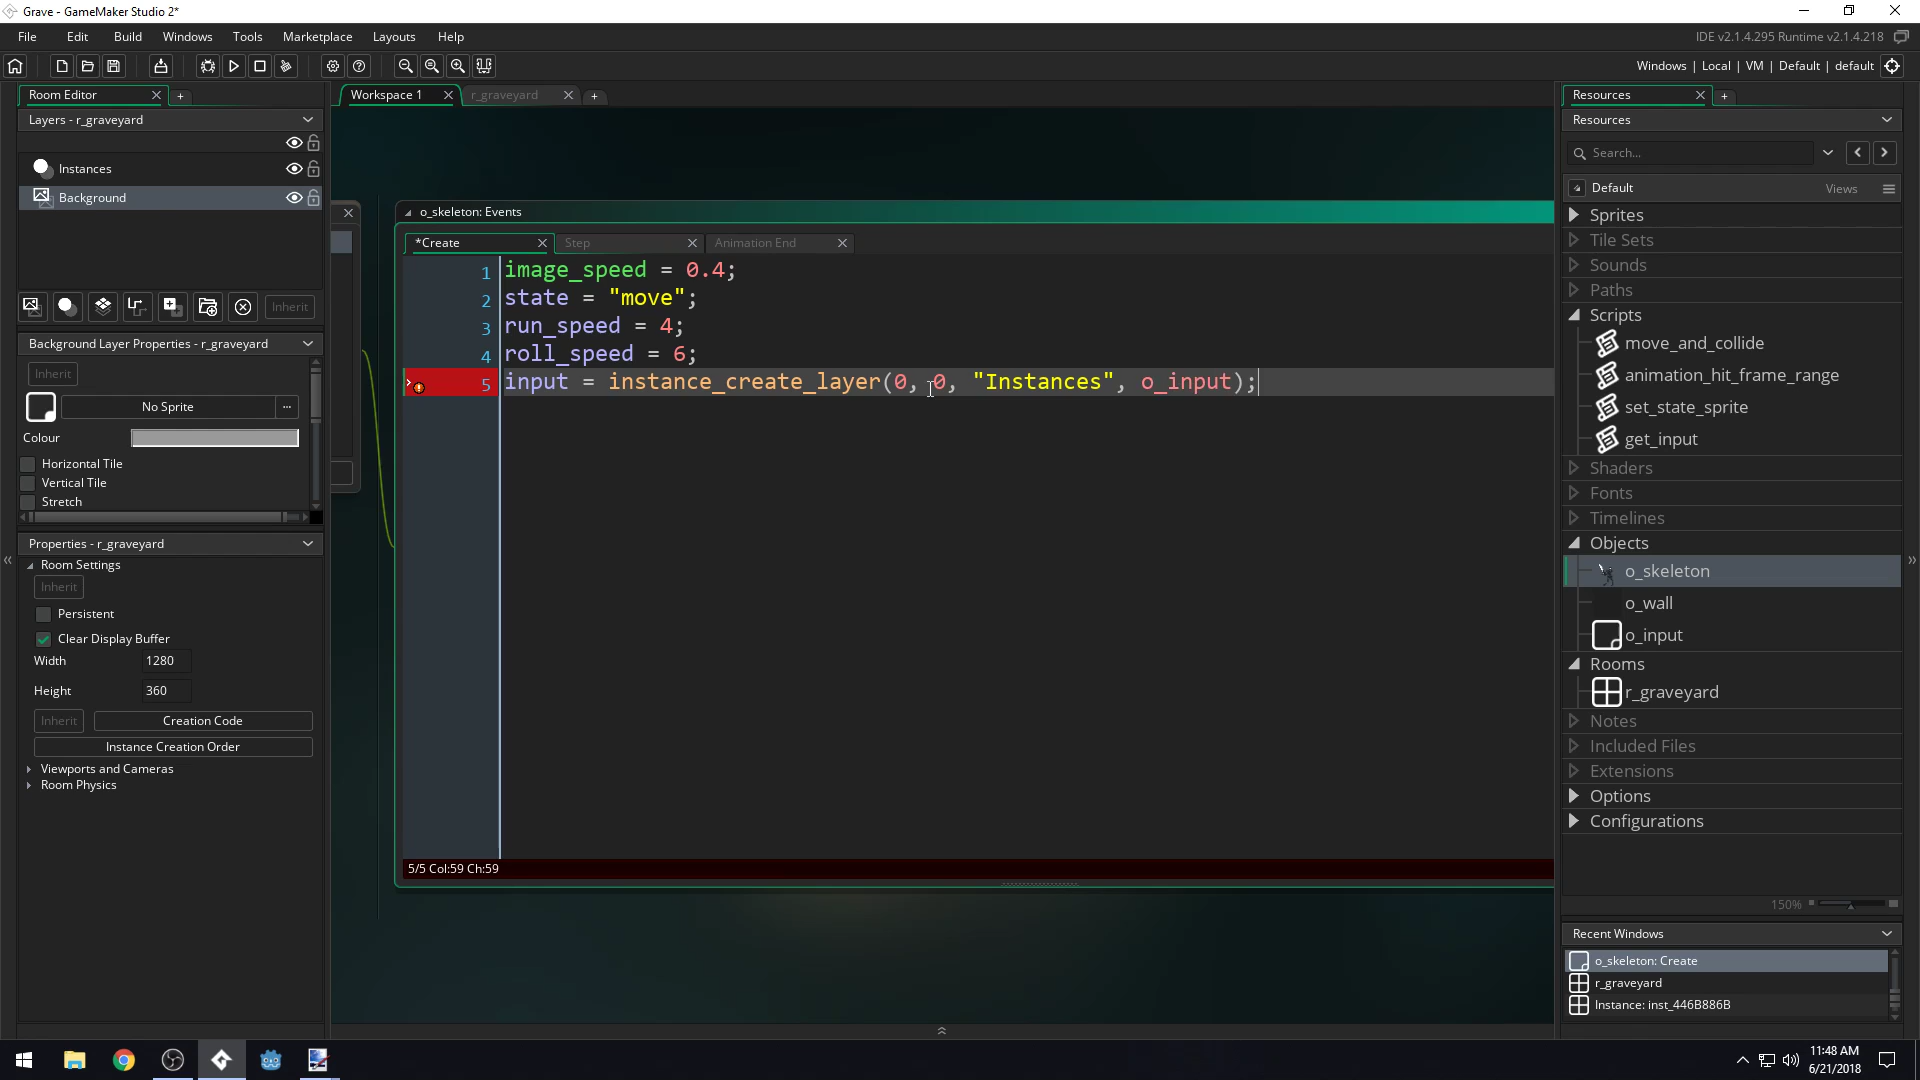 Grave - GameMaker Studio 2*
File Edit Build Windows Tools Marketplace Layouts Help
IDE v2.1.4.295 Runtime v2.1.4.218
Windows | Local | VM | Default | default
Room Editor
Workspace 1
r_graveyard
Resources
Layers - r_graveyard
Resources
Search...
Instances
Background
Default
Views
o_skeleton: Events
*Create
Step
Animation End
1 image_speed = 0.4;
2 state = "move";
3 run_speed = 4;
4 roll_speed = 6;
5 input = instance_create_layer(0, 0, "Instances", o_input);
5/5 Col:59 Ch:59
Inherit
Background Layer Properties - r_graveyard
Inherit
No Sprite
...
Colour
Horizontal Tile
Vertical Tile
Stretch
Properties - r_graveyard
Room Settings
Inherit
Persistent
Clear Display Buffer
Width 1280
Height 360
Inherit
Creation Code
Instance Creation Order
Viewports and Cameras
Room Physics
Sprites
Tile Sets
Sounds
Paths
Scripts
move_and_collide
animation_hit_frame_range
set_state_sprite
get_input
Shaders
Fonts
Timelines
Objects
o_skeleton
o_wall
o_input
Rooms
r_graveyard
Notes
Included Files
Extensions
Options
Configurations
150%
Recent Windows
o_skeleton: Create
r_graveyard
Instance: inst_446B886B
11:48 AM
6/21/2018